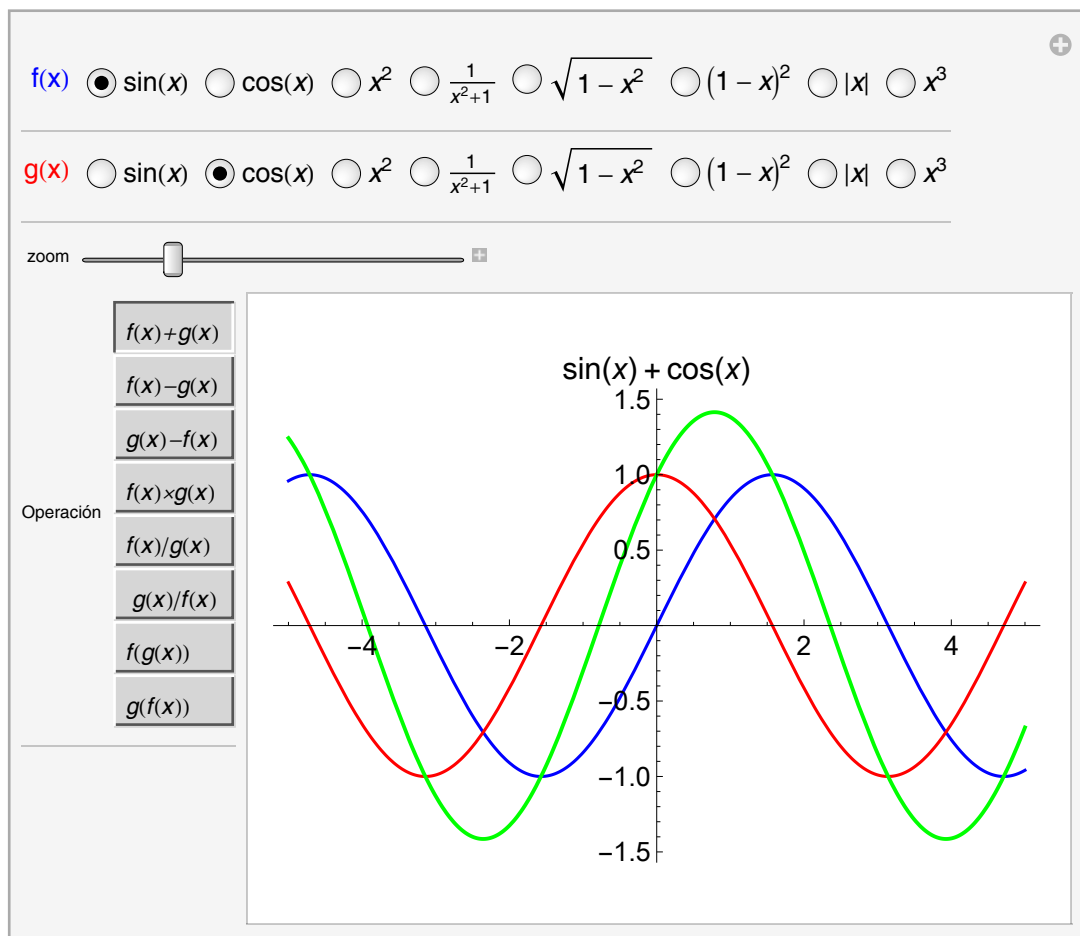 f(x) sin(x) cos(x) x² 1/(x²+1) √(1 − x²) (1 − x)² |x| x³
g(x) sin(x) cos(x) x² 1/(x²+1) √(1 − x²) (1 − x)² |x| x³
zoom
Operación
f(x)+g(x)
f(x)−g(x)
g(x)−f(x)
f(x)×g(x)
f(x)/g(x)
g(x)/f(x)
f(g(x))
g(f(x))
sin(x) + cos(x)
1.5
1.0
0.5
−4 −2 2 4
−0.5
−1.0
−1.5